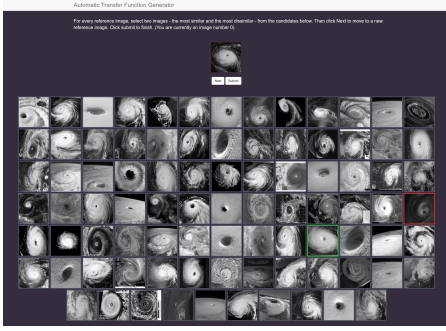 Automatic Transfer Function Generator
For every reference image, select two images - the most similar and the most dissimilar - from the candidates below. Then click Next to move to a new
reference image. Click submit to finish. (You are currently on image number 0)
Next
Submit